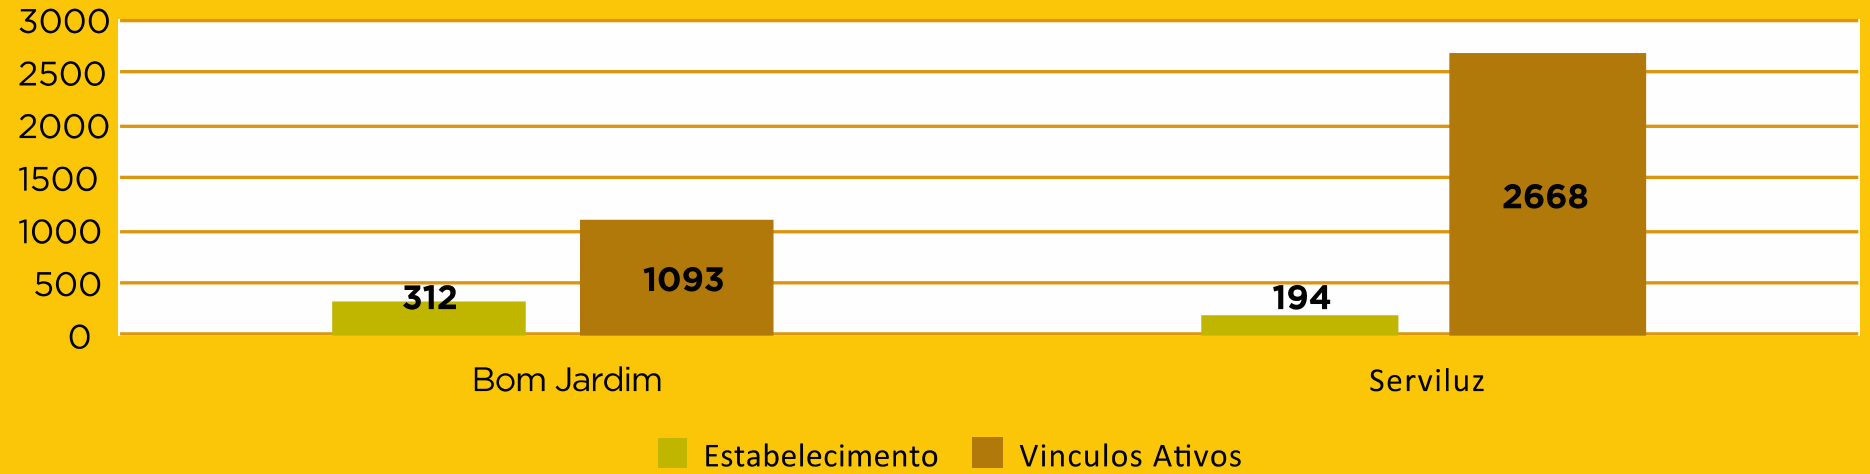 3000
2500
2000
1500
1000
500
0
312
1093
194
2668
Bom Jardim
Serviluz
Estabelecimento
Vinculos Ativos